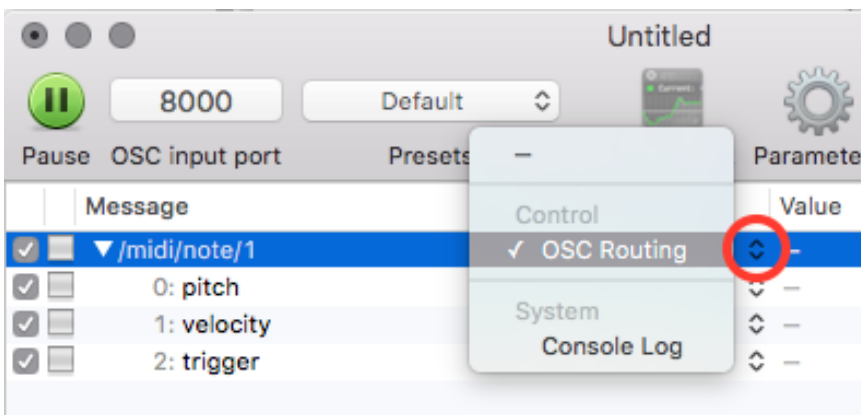 Untitled
8000
Default
Current:
Pause
OSC input port
Presets
Paramete
—
Message
Value
Control
/midi/note/1
✓ OSC Routing
–
0: pitch
—
1: velocity
System
—
Console Log
2: trigger
—